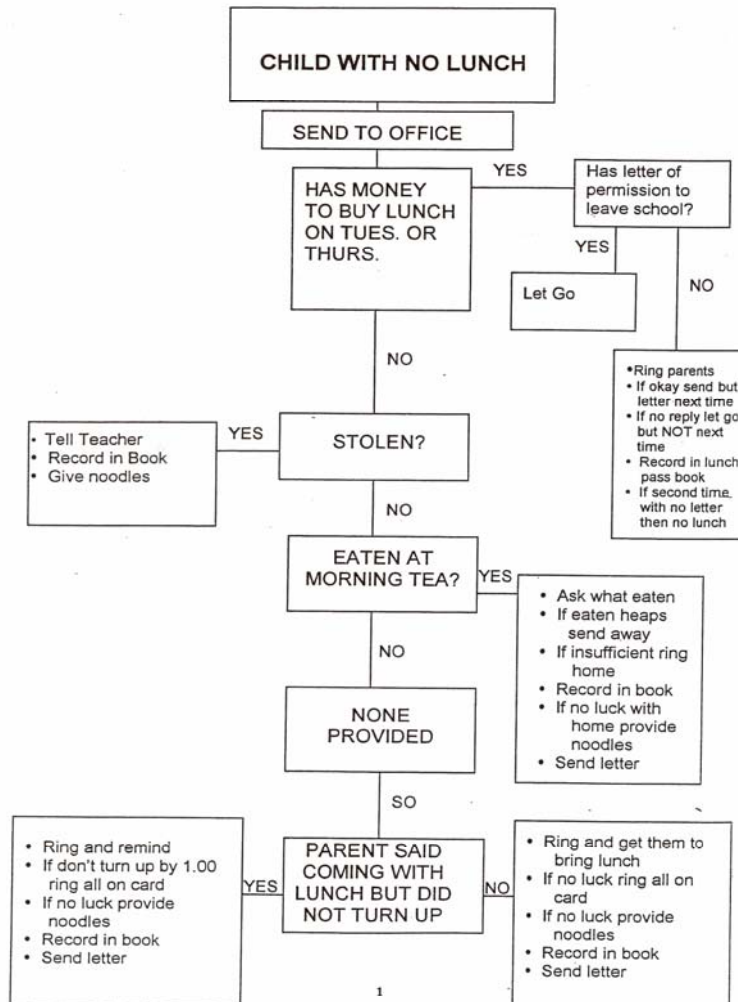 CHILD WITH NO LUNCH
SEND TO OFFICE
HAS MONEY
TO BUY LUNCH
ON TUES. OR
THURS.
YES
Has letter of
permission to
leave school?
YES
Let Go
NO
•Ring parents
• If okay send but
letter next time
• If no reply let go
but NOT next
time
• Record in lunch
pass book
• If second time
with no letter
then no lunch
NO
STOLEN?
YES
• Tell Teacher
• Record in Book
• Give noodles
NO
EATEN AT
MORNING TEA?
YES
• Ask what eaten
• If eaten heaps
send away
• If insufficient ring
home
• Record in book
• If no luck with
home provide
noodles
• Send letter
NO
NONE
PROVIDED
SO
PARENT SAID
COMING WITH
LUNCH BUT DID
NOT TURN UP
YES
• Ring and remind
• If don't turn up by 1.00
ring all on card
• If no luck provide
noodles
• Record in book
• Send letter
NO
• Ring and get them to
bring lunch
• If no luck ring all on
card
• If no luck provide
noodles
• Record in book
• Send letter
1